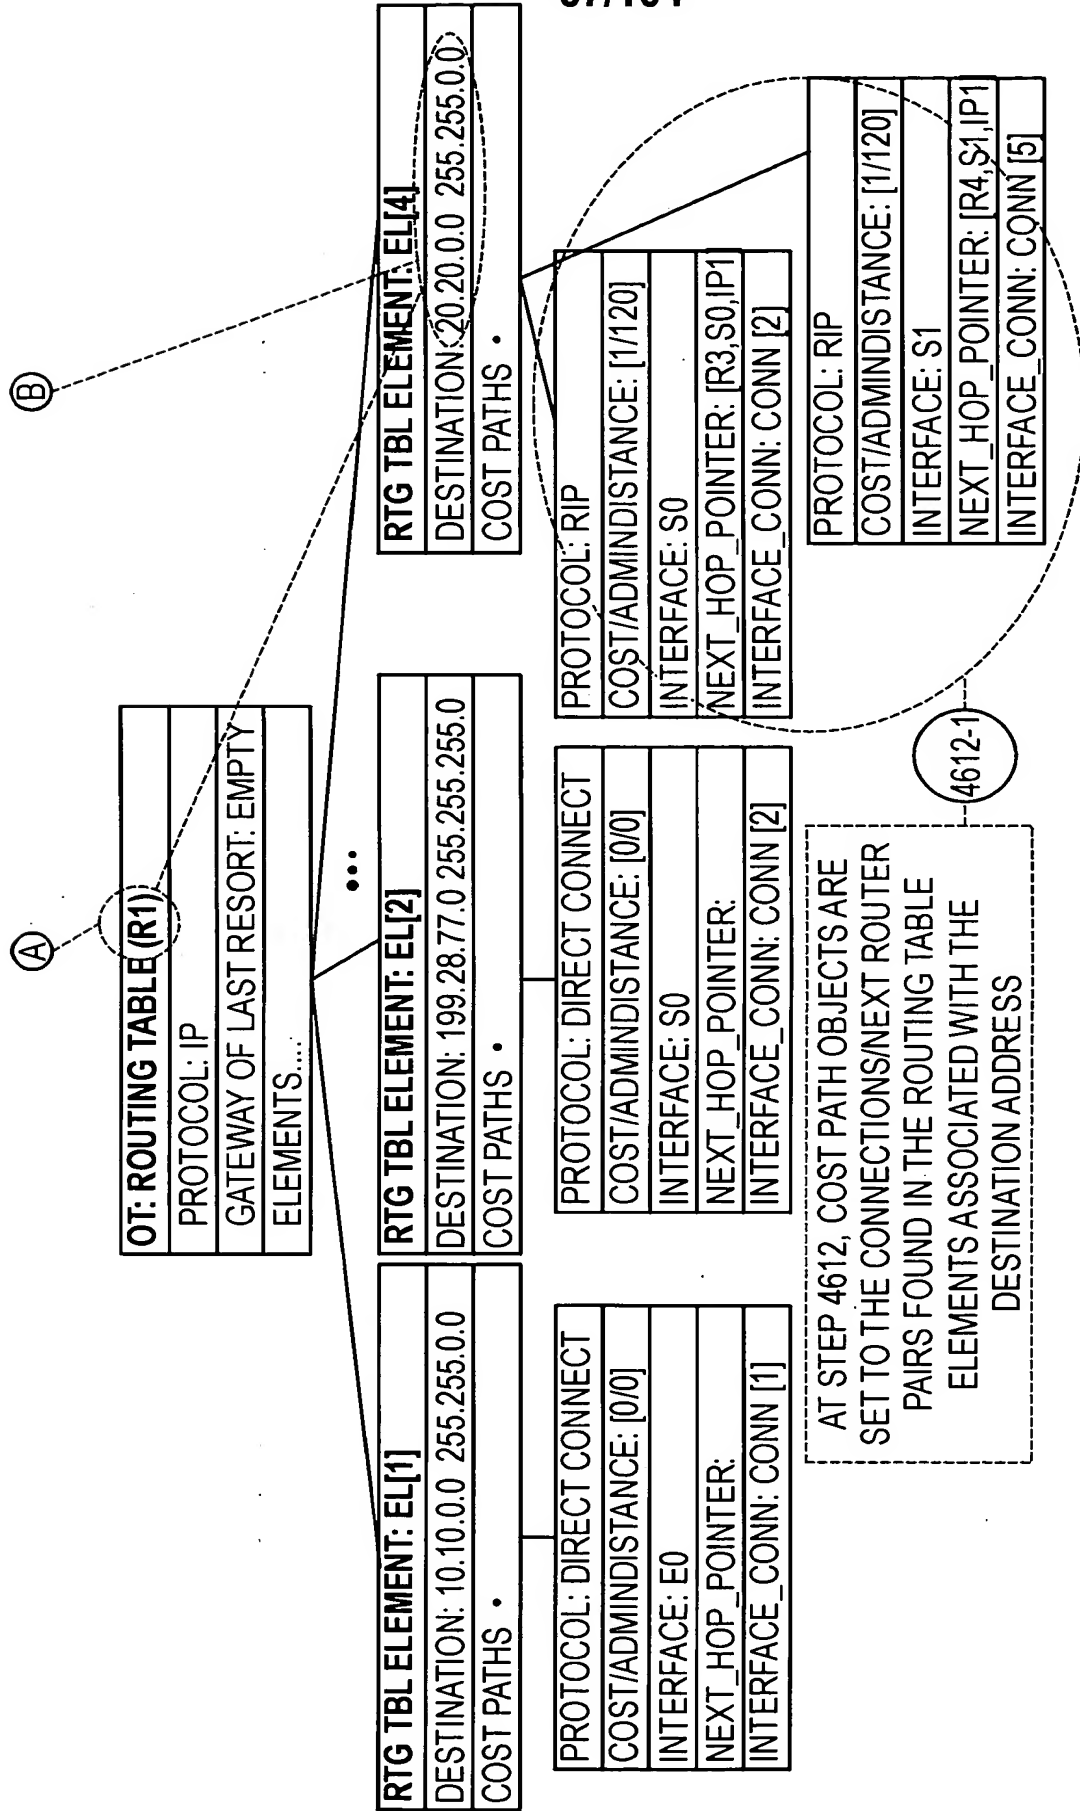 A
B
OT: ROUTING TABLE (R1)
PROTOCOL: IP
GATEWAY OF LAST RESORT: EMPTY
ELEMENTS....
RTG TBL ELEMENT: EL[1]
DESTINATION: 10.10.0.0 255.255.0.0
COST PATHS •
PROTOCOL: DIRECT CONNECT
COST/ADMINDISTANCE: [0/0]
INTERFACE: E0
NEXT_HOP_POINTER:
INTERFACE_CONN: CONN [1]
•••
RTG TBL ELEMENT: EL[2]
DESTINATION: 199.28.77.0 255.255.255.0
COST PATHS •
PROTOCOL: DIRECT CONNECT
COST/ADMINDISTANCE: [0/0]
INTERFACE: S0
NEXT_HOP_POINTER:
INTERFACE_CONN: CONN [2]
RTG TBL ELEMENT: EL[4]
DESTINATION: 20.20.0.0 255.255.0.0
COST PATHS •
PROTOCOL: RIP
COST/ADMINDISTANCE: [1/120]
INTERFACE: S0
NEXT_HOP_POINTER: [R3,S0,IP1
INTERFACE_CONN: CONN [2]
PROTOCOL: RIP
COST/ADMINDISTANCE: [1/120]
INTERFACE: S1
NEXT_HOP_POINTER: [R4,S1,IP1
INTERFACE_CONN: CONN [5]
AT STEP 4612, COST PATH OBJECTS ARE
SET TO THE CONNECTIONS/NEXT ROUTER
PAIRS FOUND IN THE ROUTING TABLE
ELEMENTS ASSOCIATED WITH THE
DESTINATION ADDRESS
4612-1